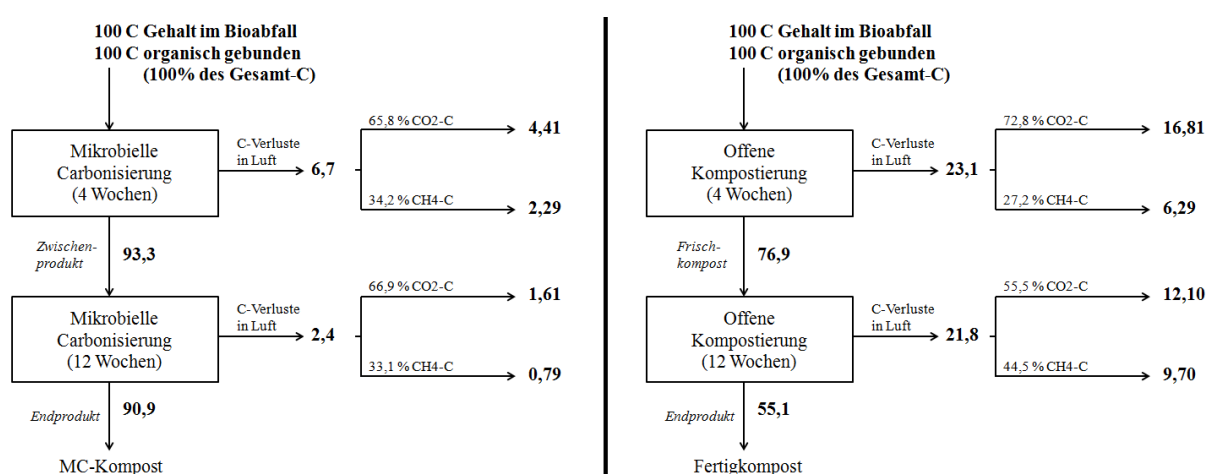 100 C Gehalt im Bioabfall
100 C organisch gebunden
(100% des Gesamt-C)
Mikrobielle
Carbonisierung
(4 Wochen)
C-Verluste
in Luft
6,7
65,8 % CO2-C
4,41
34,2 % CH4-C
2,29
Zwischen-
produkt
93,3
Mikrobielle
Carbonisierung
(12 Wochen)
C-Verluste
in Luft
2,4
66,9 % CO2-C
1,61
33,1 % CH4-C
0,79
Endprodukt
90,9
MC-Kompost
100 C Gehalt im Bioabfall
100 C organisch gebunden
(100% des Gesamt-C)
Offene
Kompostierung
(4 Wochen)
C-Verluste
in Luft
23,1
72,8 % CO2-C
16,81
27,2 % CH4-C
6,29
Frisch-
kompost
76,9
Offene
Kompostierung
(12 Wochen)
C-Verluste
in Luft
21,8
55,5 % CO2-C
12,10
44,5 % CH4-C
9,70
Endprodukt
55,1
Fertigkompost